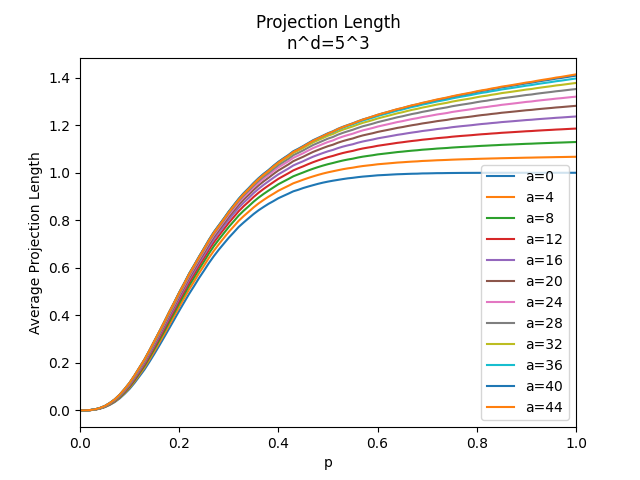 Projection Length
n^d=5^3
Average Projection Length
1.4
1.2
1.0
0.8
0.6
0.4
0.2
0.0
a=0
a=4
a=8
a=12
a=16
a=20
a=24
a=28
a=32
a=36
a=40
a=44
0.0 0.2 0.4 0.6 0.8 1.0
p